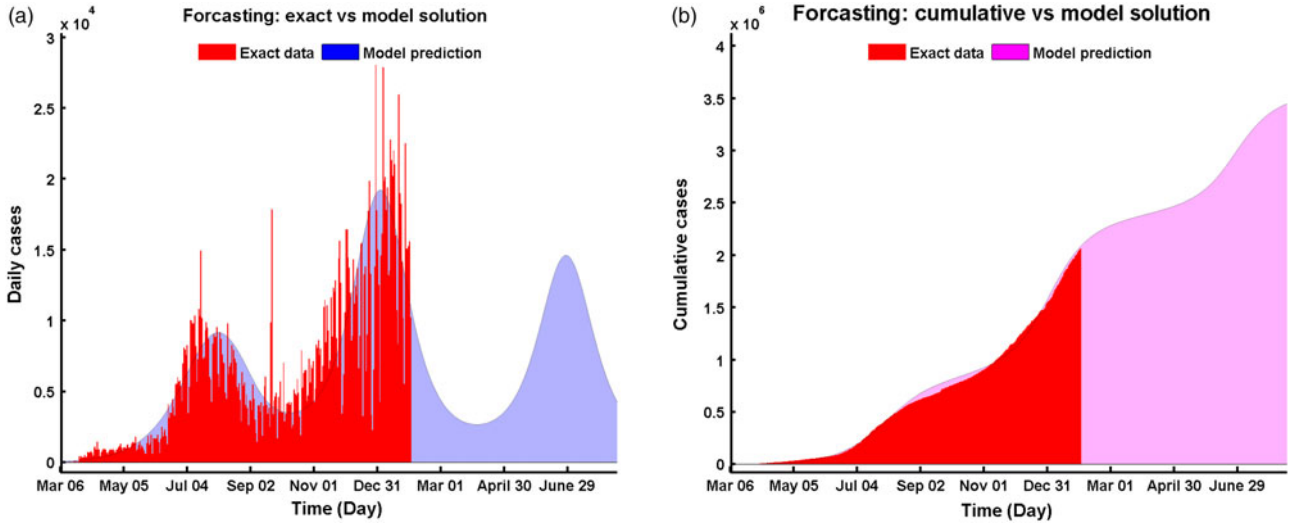 (a)
Forcasting: exact vs model solution
x 10⁴
Exact data Model prediction
3
2.5
2
1.5
1
0.5
0
Daily cases
Mar 06 May 05 Jul 04 Sep 02 Nov 01 Dec 31 Mar 01 April 30 June 29
Time (Day)
(b)
Forcasting: cumulative vs model solution
x 10⁶
Exact data Model prediction
4
3.5
3
2.5
2
1.5
1
0.5
0
Cumulative cases
Mar 06 May 05 Jul 04 Sep 02 Nov 01 Dec 31 Mar 01 April 30 June 29
Time (Day)